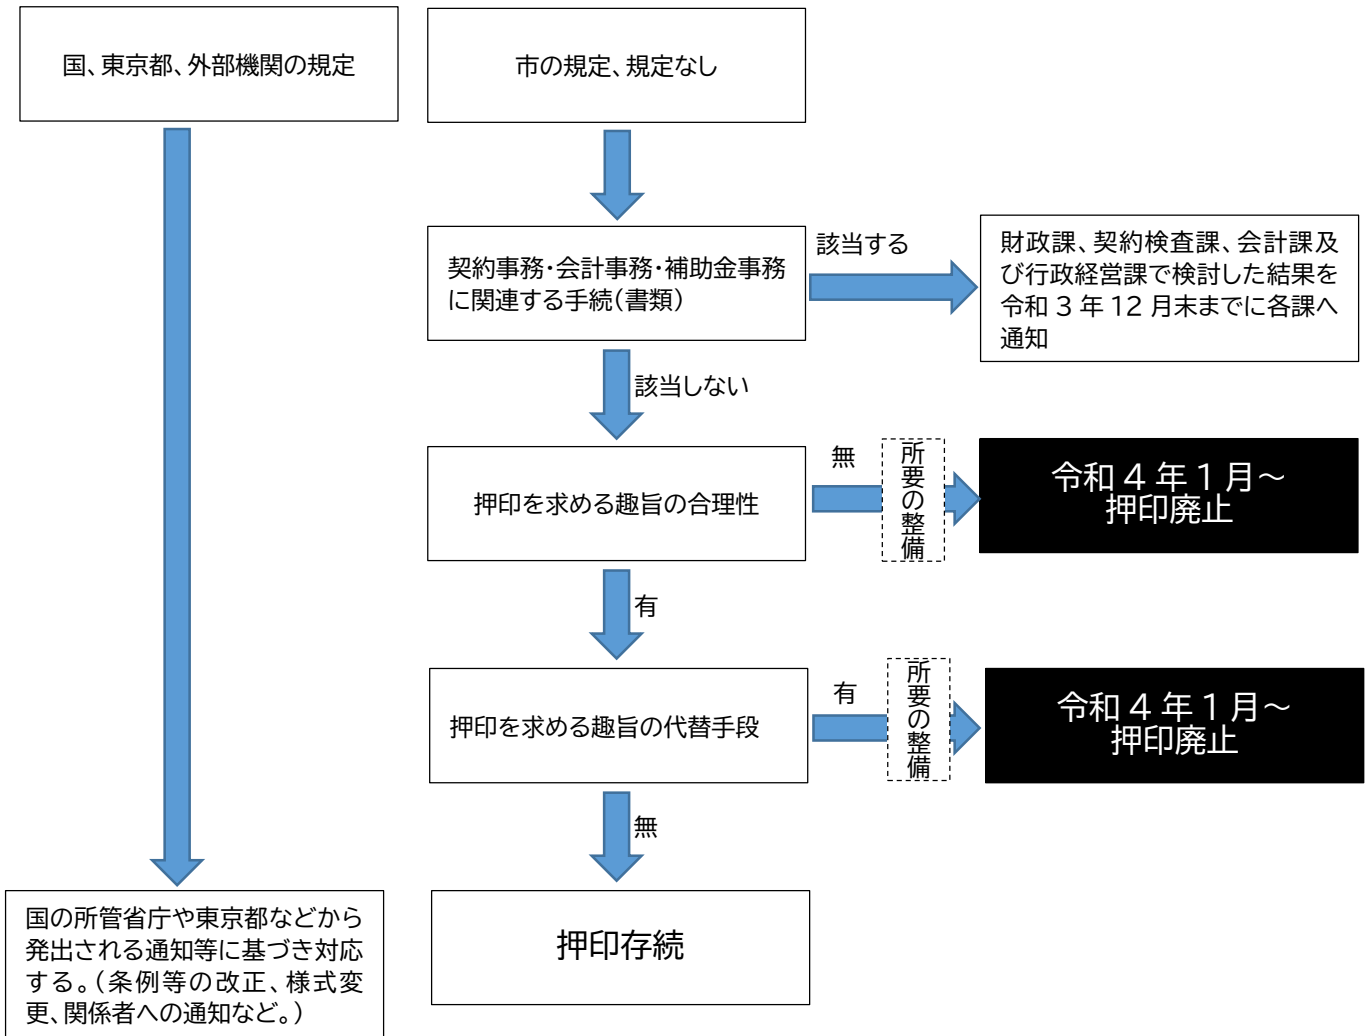 国、東京都、外部機関の規定
市の規定、規定なし
契約事務・会計事務・補助金事務
に関連する手続(書類)
該当する
財政課、契約検査課、会計課及
び行政経営課で検討した結果を
令和 3 年 12 月末までに各課へ
通知
該当しない
押印を求める趣旨の合理性
無
所要の整備
令和 4 年 1 月~
押印廃止
有
押印を求める趣旨の代替手段
有
所要の整備
令和 4 年 1 月~
押印廃止
無
押印存続
国の所管省庁や東京都などから
発出される通知等に基づき対応
する。(条例等の改正、様式変
更、関係者への通知など。)